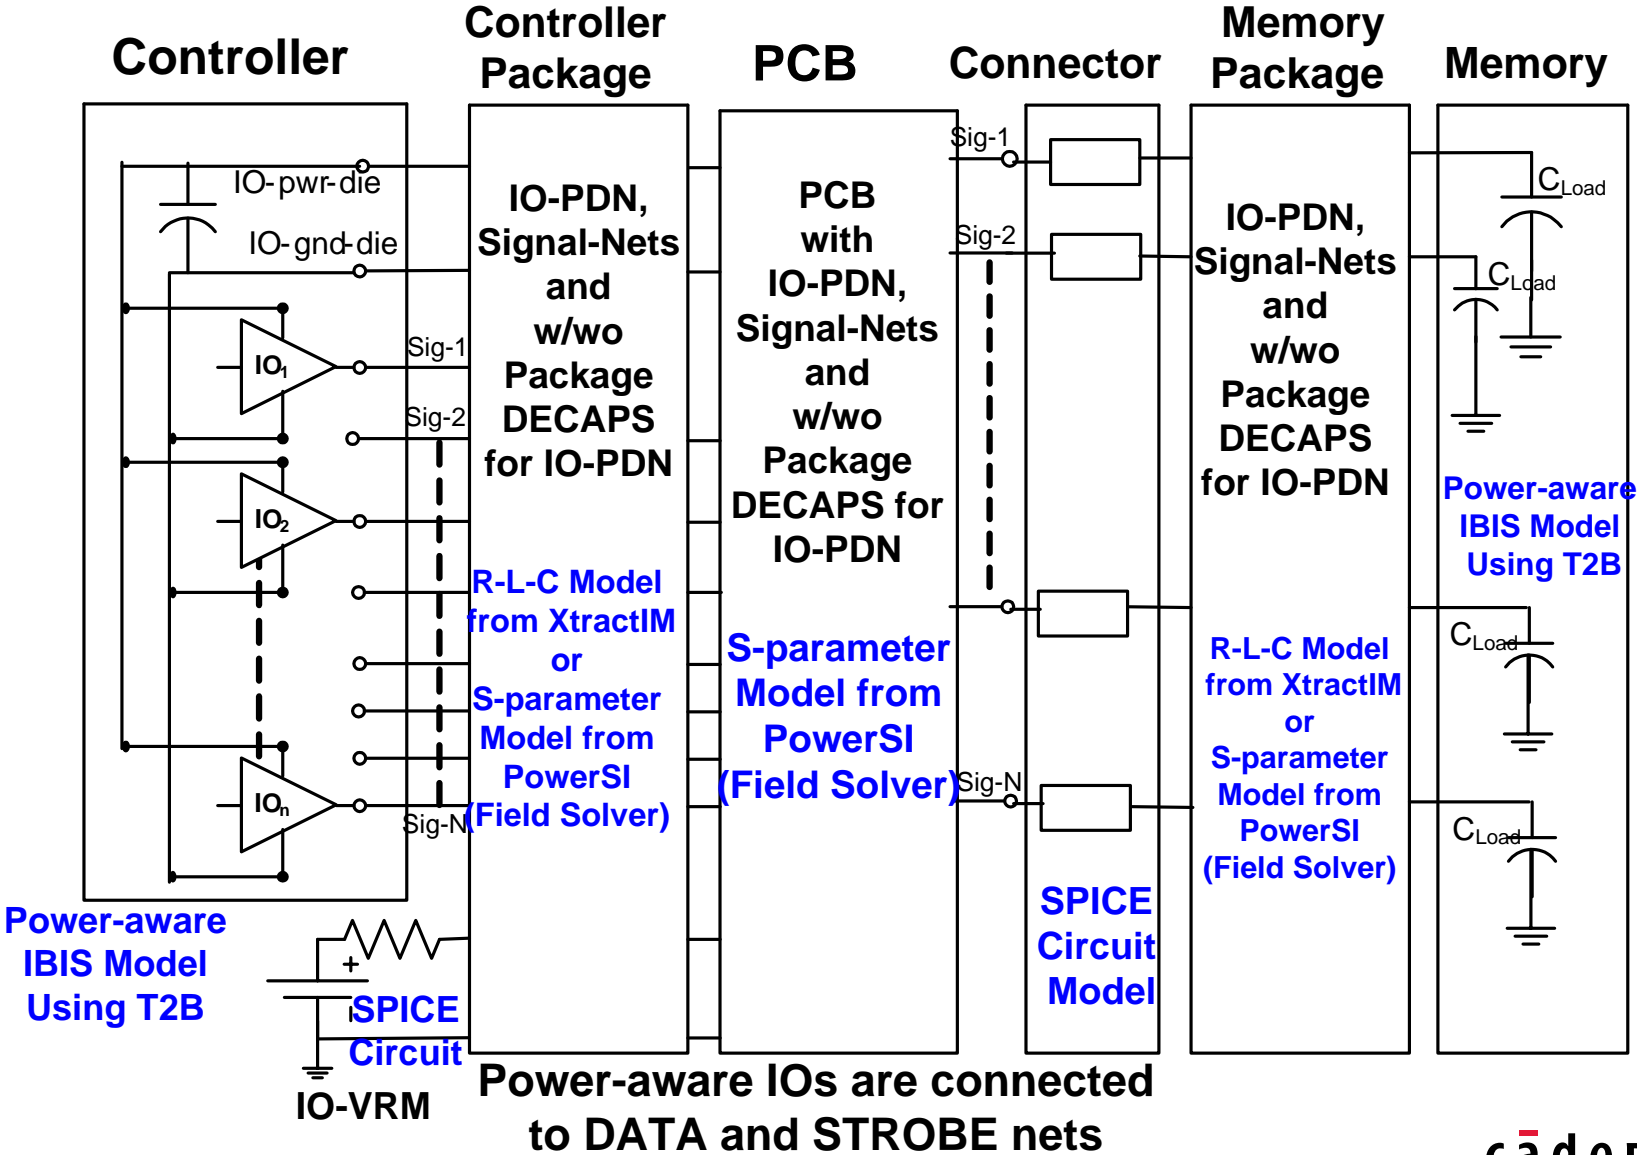 Controller
Controller
Package
PCB
Connector
Memory
Package
Memory
IO-pwr-die
IO-gnd-die
IO1
IO2
IOn
Sig-1
Sig-2
Sig-N
Power-aware
IBIS Model
Using T2B
+
SPICE
Circuit
IO-VRM
IO-PDN,
Signal-Nets
and
w/wo
Package
DECAPS
for IO-PDN
R-L-C Model
from XtractIM
or
S-parameter
Model from
PowerSI
(Field Solver)
PCB
with
IO-PDN,
Signal-Nets
and
w/wo
Package
DECAPS for
IO-PDN
S-parameter
Model from
PowerSI
(Field Solver)
Sig-1
Sig-2
Sig-N
SPICE
Circuit
Model
IO-PDN,
Signal-Nets
and
w/wo
Package
DECAPS
for IO-PDN
R-L-C Model
from XtractIM
or
S-parameter
Model from
PowerSI
(Field Solver)
CLoad
CLoad
Power-aware
IBIS Model
Using T2B
CLoad
CLoad
Power-aware IOs are connected
to DATA and STROBE nets